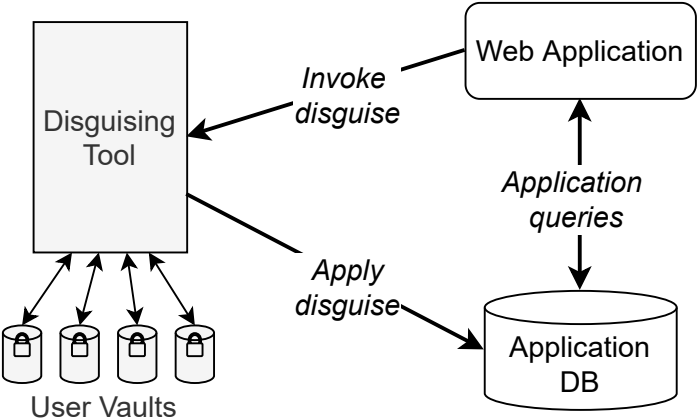 Web Application
Invoke
disguise
Disguising
Tool
Application
queries
Apply
disguise
Application
DB
User Vaults